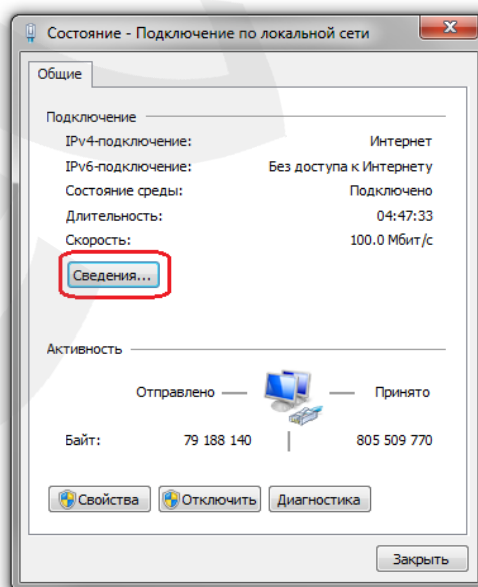 Состояние - Подключение по локальной сети
Общие
Подключение
IPv4-подключение: Интернет
IPv6-подключение: Без доступа к Интернету
Состояние среды: Подключено
Длительность: 04:47:33
Скорость: 100.0 Мбит/с
Сведения...
Активность
Отправлено — Принято
Байт: 79 188 140 805 509 770
Свойства Отключить Диагностика
Закрыть